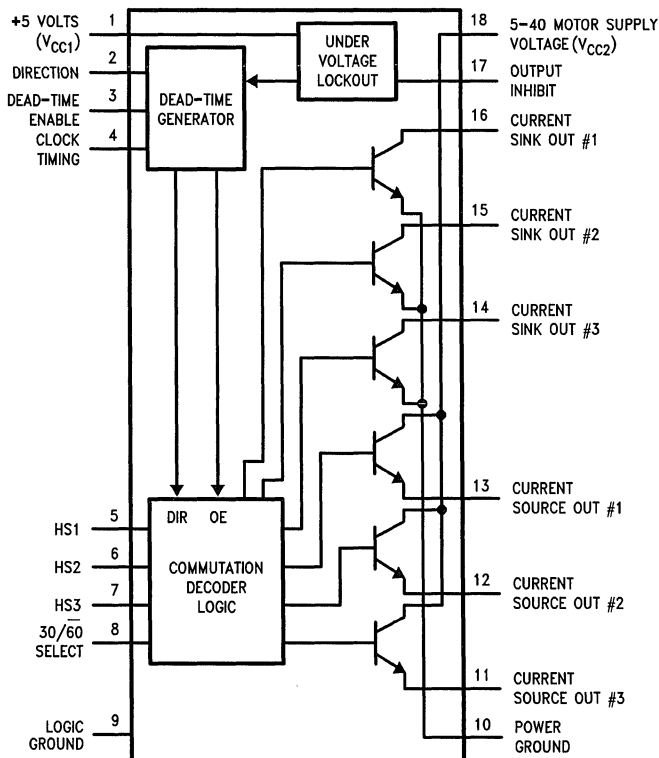 +5 VOLTS 1
(VCC1)
DIRECTION 2
DEAD-TIME 3
ENABLE
CLOCK 4
TIMING
UNDER
VOLTAGE
LOCKOUT
DEAD-TIME
GENERATOR
18 5-40 MOTOR SUPPLY
VOLTAGE (VCC2)
17 OUTPUT
INHIBIT
16 CURRENT
SINK OUT #1
15 CURRENT
SINK OUT #2
14 CURRENT
SINK OUT #3
13 CURRENT
SOURCE OUT #1
12 CURRENT
SOURCE OUT #2
11 CURRENT
SOURCE OUT #3
10 POWER
GROUND
DIR OE
COMMUTATION
DECODER
LOGIC
HS1 5
HS2 6
HS3 7
30/6̅0̅ 8
SELECT
LOGIC 9
GROUND